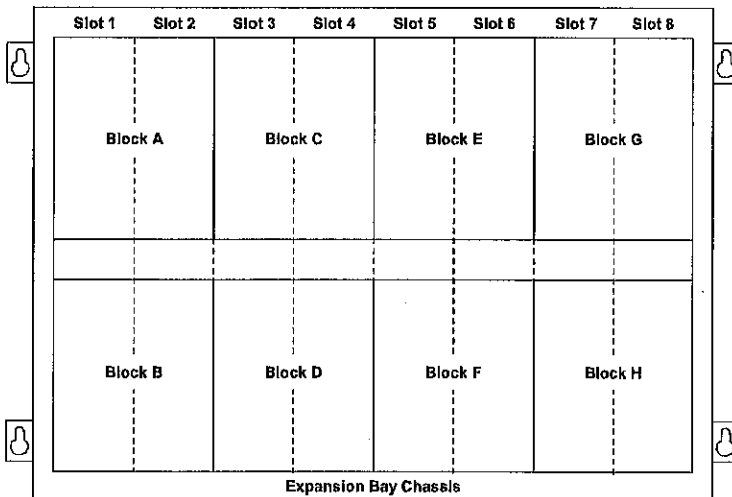 Slot 1 Slot 2 Slot 3 Slot 4 Slot 5 Slot 6 Slot 7 Slot 8
Block A Block C Block E Block G
Block B Block D Block F Block H
Expansion Bay Chassis